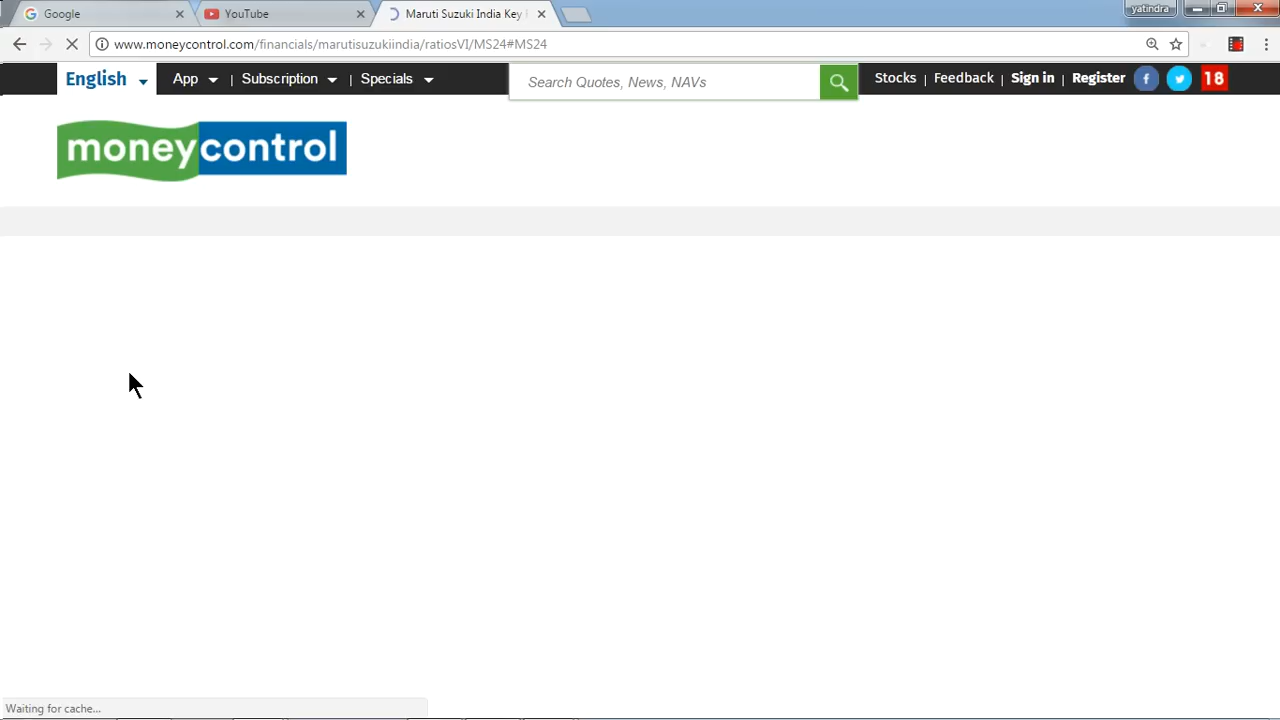 Google
YouTube
Maruti Suzuki India Key
yatindra
www.moneycontrol.com/financials/marutisuzukiindia/ratiosVI/MS24#MS24
English App | Subscription | Specials
Search Quotes, News, NAVs
Stocks | Feedback | Sign in | Register f 18
moneycontrol
Waiting for cache...